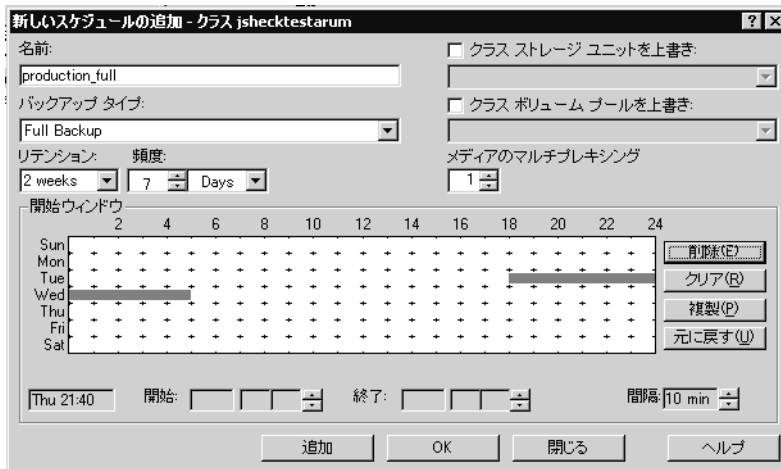 新しいスケジュールの追加 - クラス jshecktestarum
名前:
production_full
バックアップ タイプ:
Full Backup
リテンション: 頻度:
2 weeks 7 Days
クラス ストレージ ユニットを上書き:
クラス ボリューム プールを上書き:
メディアのマルチプレキシング
1
開始ウィンドウ
2 4 6 8 10 12 14 16 18 20 22 24
Sun
Mon
Tue
Wed
Thu
Fri
Sat
削除(E)
クリア(R)
複製(P)
元に戻す(U)
Thu 21:40 開始: 終了: 間隔: 10 min
追加 OK 閉じる ヘルプ